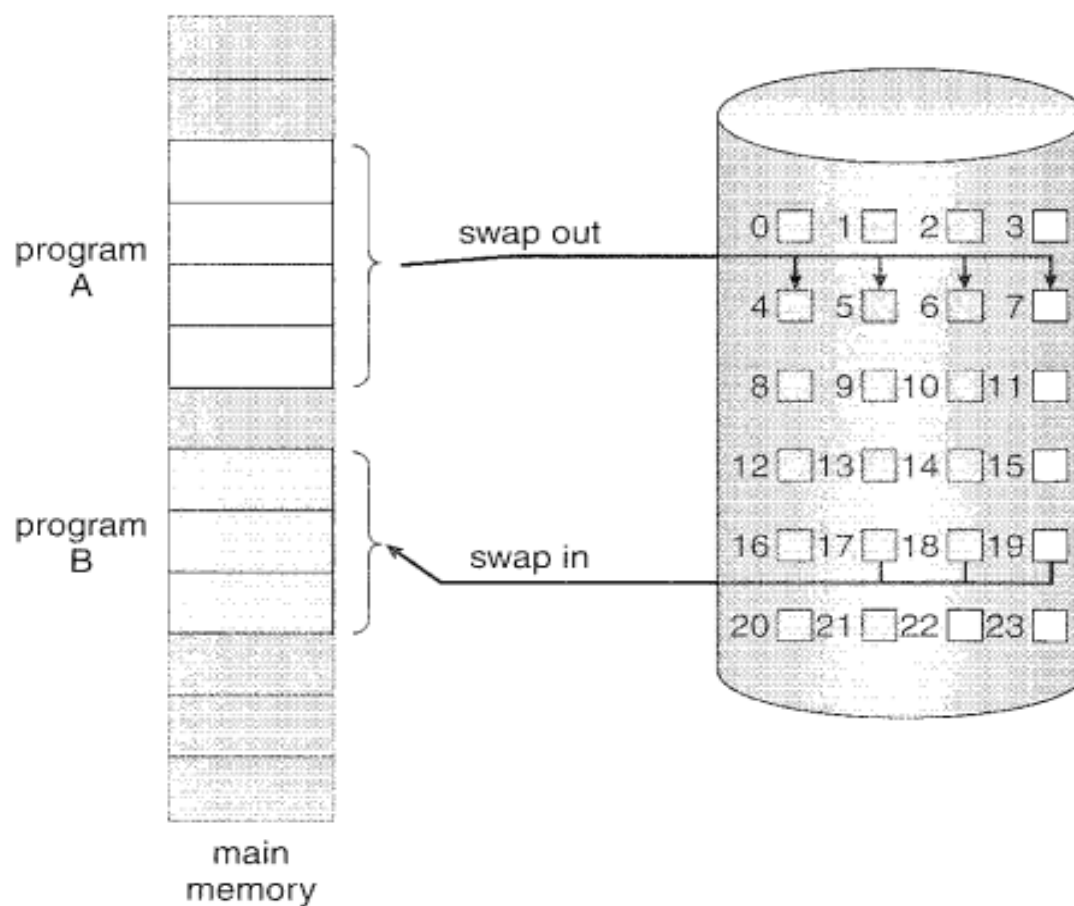 program
A
swap out
0 1 2 3
4 5 6 7
8 9 10 11
12 13 14 15
program
B
swap in
16 17 18 19
20 21 22 23
main
memory